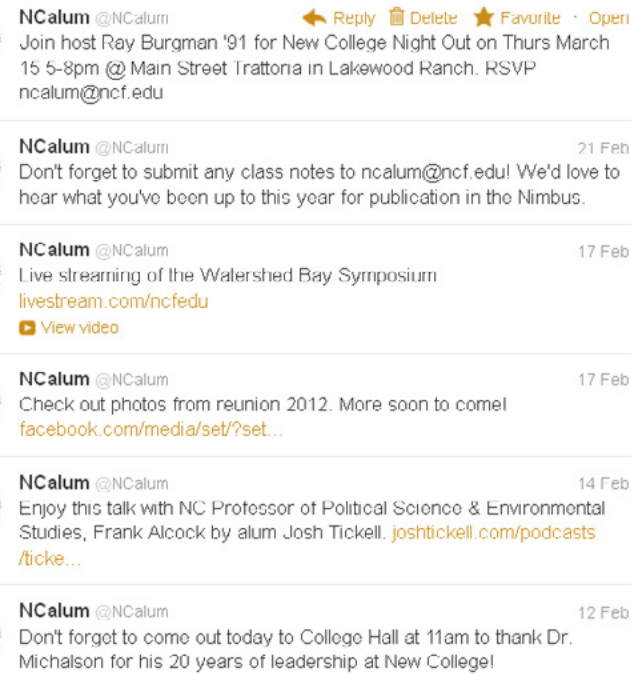 NCalum @NCalum Reply Delete Favorite · Open
Join host Ray Burgman '91 for New College Night Out on Thurs March
15 5-8pm @ Main Street Trattoria in Lakewood Ranch. RSVP
ncalum@ncf.edu
NCalum @NCalum 21 Feb
Don't forget to submit any class notes to ncalum@ncf.edu! We'd love to
hear what you've been up to this year for publication in the Nimbus.
NCalum @NCalum 17 Feb
Live streaming of the Watershed Bay Symposium
livestream.com/ncfedu
View video
NCalum @NCalum 17 Feb
Check out photos from reunion 2012. More soon to come!
facebook.com/media/set/?set...
NCalum @NCalum 14 Feb
Enjoy this talk with NC Professor of Political Science & Environmental
Studies, Frank Alcock by alum Josh Tickell. joshtickell.com/podcasts
/ticke...
NCalum @NCalum 12 Feb
Don't forget to come out today to College Hall at 11am to thank Dr.
Michalson for his 20 years of leadership at New College!